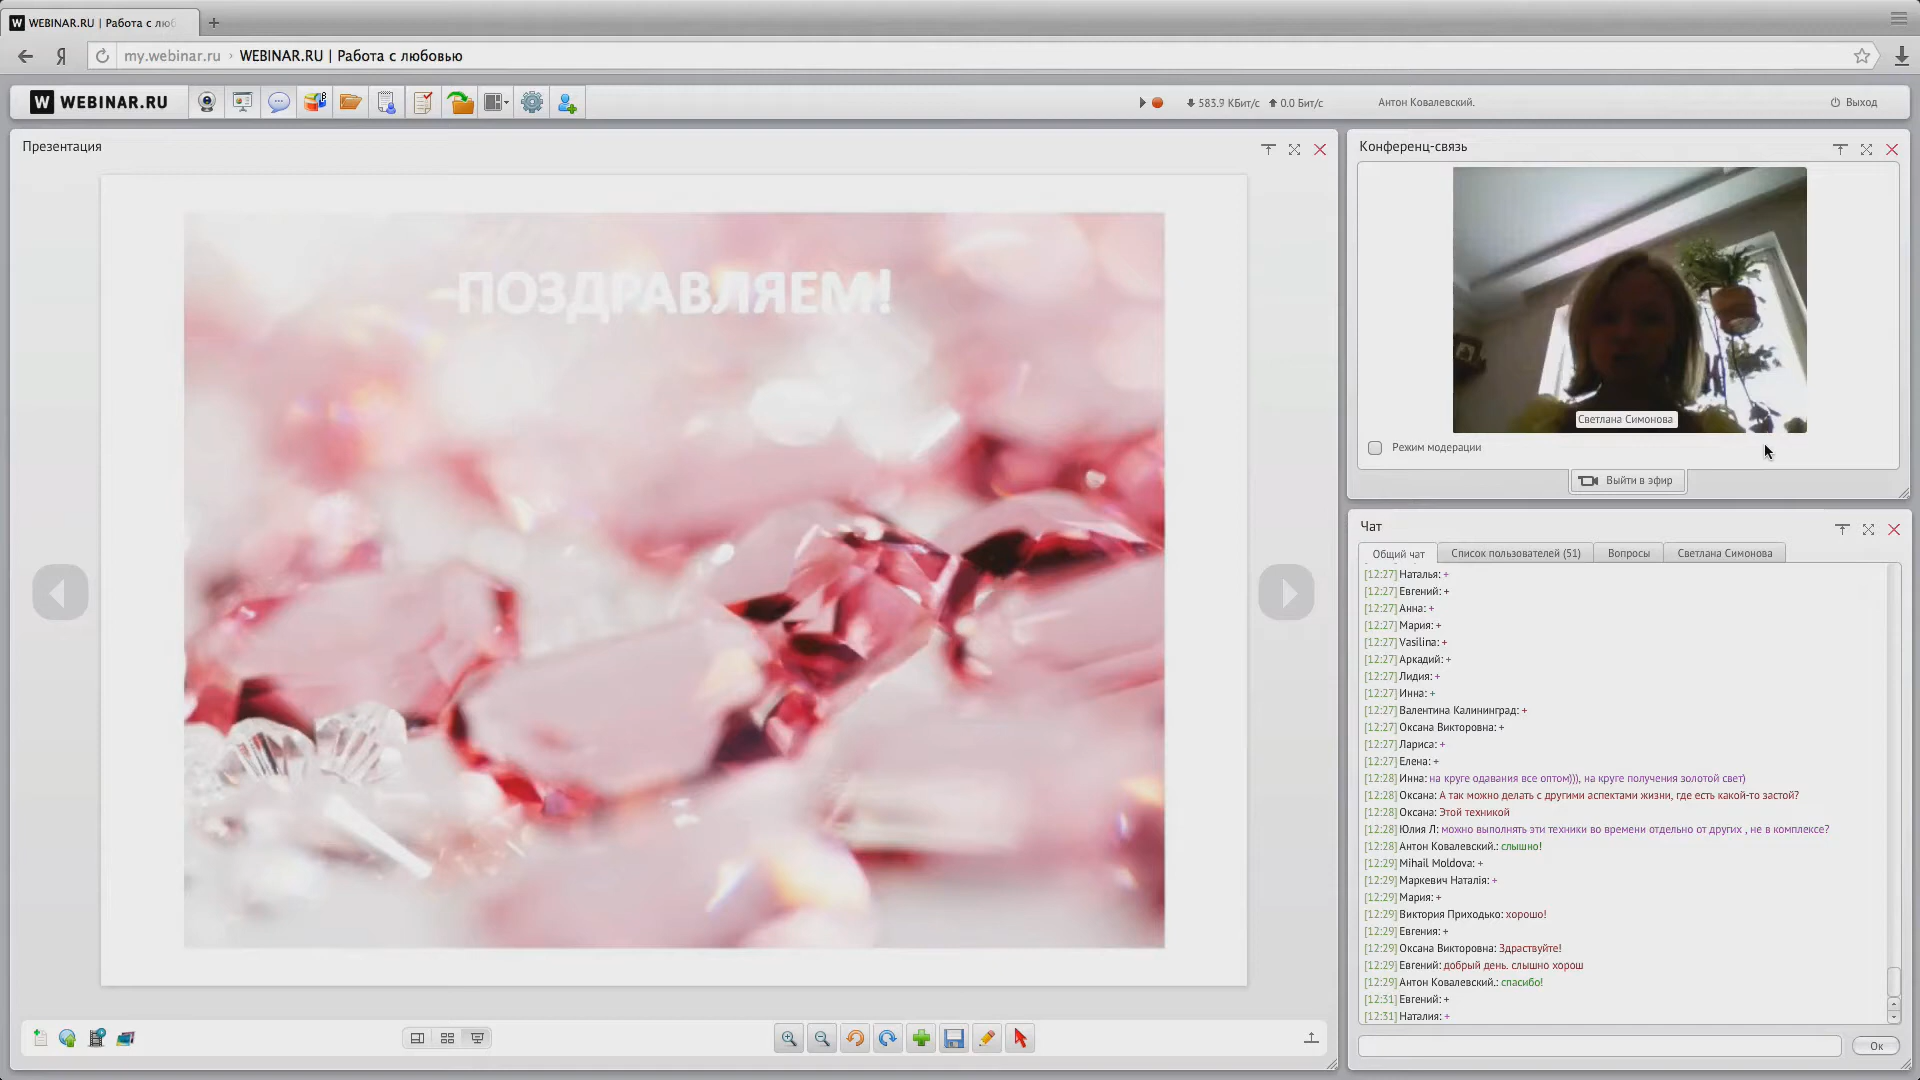 WEBINAR.RU | Работа с люб
my.webinar.ru › WEBINAR.RU | Работа с любовью
WEBINAR.RU
583.9 КБит/с 0.0 Бит/с
Антон Ковалевский.
Выход
Презентация
ПОЗДРАВЛЯЕМ!
Конференц-связь
Светлана Симонова
Режим модерации
Выйти в эфир
Чат
Общий чат
Список пользователей (51)
Вопросы
Светлана Симонова
[12:27] Наталья: +
[12:27] Евгений: +
[12:27] Анна: +
[12:27] Мария: +
[12:27] Vasilina: +
[12:27] Аркадий: +
[12:27] Лидия: +
[12:27] Инна: +
[12:27] Валентина Калининград: +
[12:27] Оксана Викторовна: +
[12:27] Лариса: +
[12:27] Елена: +
[12:28] Инна: на круге одавания все оптом))), на круге получения золотой свет)
[12:28] Оксана: А так можно делать с другими аспектами жизни, где есть какой-то застой?
[12:28] Оксана: Этой техникой
[12:28] Юлия Л: можно выполнять эти техники во времени отдельно от других , не в комплексе?
[12:28] Антон Ковалевский.: слышно!
[12:29] Mihail Moldova: +
[12:29] Маркевич Наталія: +
[12:29] Мария: +
[12:29] Виктория Приходько: хорошо!
[12:29] Евгения: +
[12:29] Оксана Викторовна: Здраствуйте!
[12:29] Евгений: добрый день. слышно хорош
[12:29] Антон Ковалевский.: спасибо!
[12:31] Евгений: +
[12:31] Наталия: +
Ок